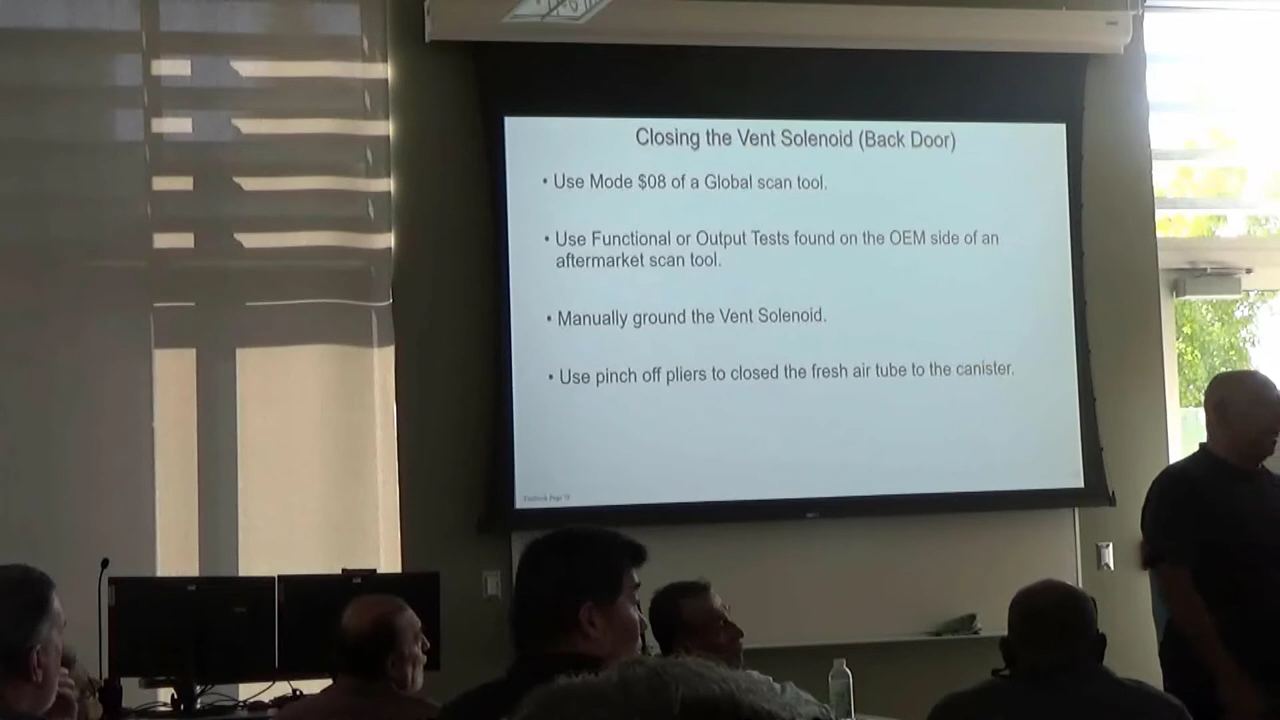 Closing the Vent Solenoid (Back Door)
• Use Mode $08 of a Global scan tool.
• Use Functional or Output Tests found on the OEM side of an
aftermarket scan tool.
• Manually ground the Vent Solenoid.
• Use pinch off pliers to closed the fresh air tube to the canister.